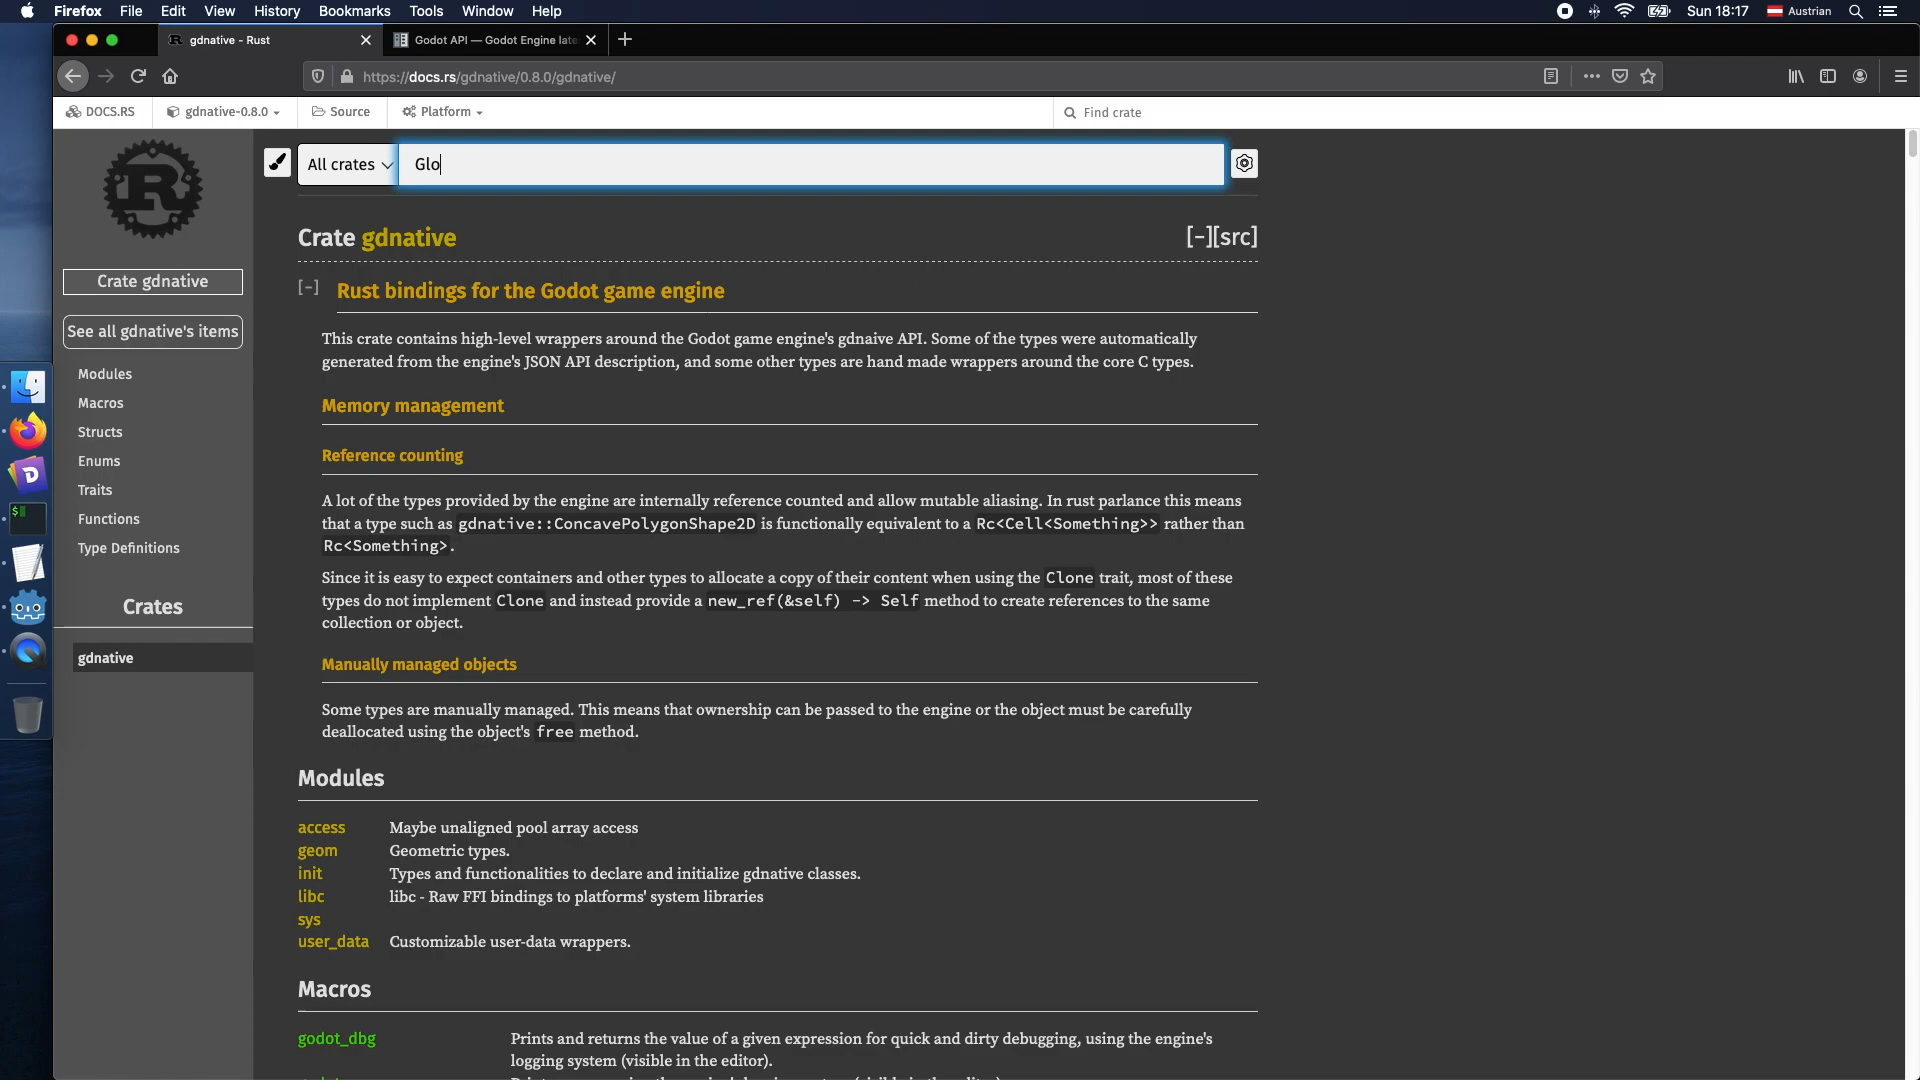 Firefox File Edit View History Bookmarks Tools Window Help Sun 18:17 Austrian
gdnative - Rust Godot API — Godot Engine late
https://docs.rs/gdnative/0.8.0/gdnative/
DOCS.RS gdnative-0.8.0 Source Platform Find crate
All crates Glo
Crate gdnative [-][src]
Crate gdnative
[-] Rust bindings for the Godot game engine
See all gdnative's items
This crate contains high-level wrappers around the Godot game engine's gdnaive API. Some of the types were automatically
generated from the engine's JSON API description, and some other types are hand made wrappers around the core C types.
Modules
Macros
Structs
Enums
Traits
Functions
Type Definitions
Crates
gdnative
Memory management
Reference counting
A lot of the types provided by the engine are internally reference counted and allow mutable aliasing. In rust parlance this means
that a type such as gdnative::ConcavePolygonShape2D is functionally equivalent to a Rc<Cell<Something>> rather than
Rc<Something>.
Since it is easy to expect containers and other types to allocate a copy of their content when using the Clone trait, most of these
types do not implement Clone and instead provide a new_ref(&self) -> Self method to create references to the same
collection or object.
Manually managed objects
Some types are manually managed. This means that ownership can be passed to the engine or the object must be carefully
deallocated using the object's free method.
Modules
access Maybe unaligned pool array access
geom Geometric types.
init Types and functionalities to declare and initialize gdnative classes.
libc libc - Raw FFI bindings to platforms' system libraries
sys
user_data Customizable user-data wrappers.
Macros
godot_dbg Prints and returns the value of a given expression for quick and dirty debugging, using the engine's
logging system (visible in the editor).